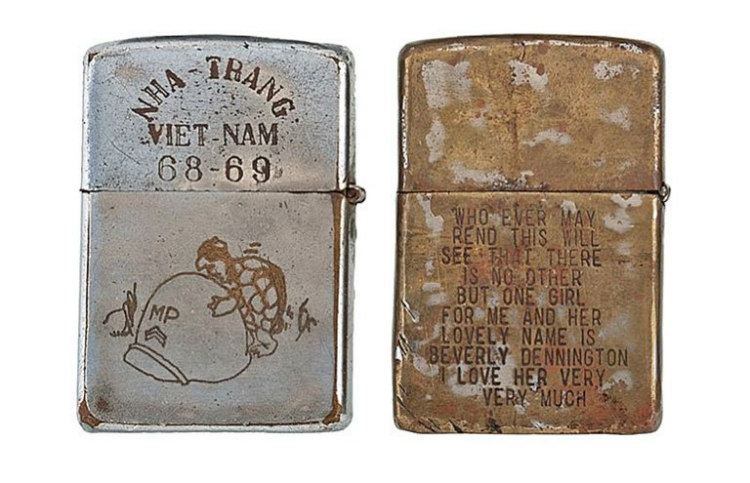 NHA-TRANG
VIET-NAM
68-69
MP
WHO EVER MAY
REND THIS WILL
SEE THAT THERE
IS NO OTHER
BUT ONE GIRL
FOR ME AND HER
LOVELY NAME IS
BEVERLY DENNINGTON
I LOVE HER VERY
VERY MUCH